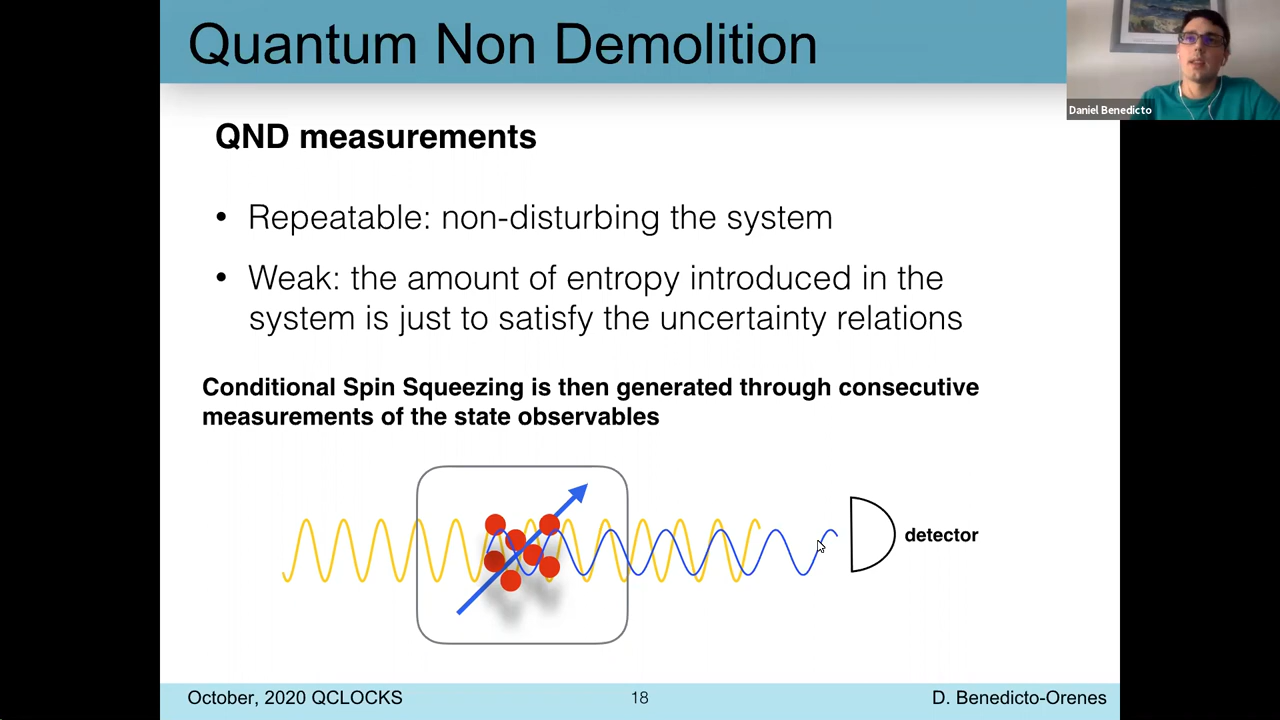 Quantum Non Demolition
Daniel Benedicto
QND measurements
• Repeatable: non-disturbing the system
• Weak: the amount of entropy introduced in the
system is just to satisfy the uncertainty relations
Conditional Spin Squeezing is then generated through consecutive
measurements of the state observables
detector
October, 2020 QCLOCKS
18
D. Benedicto-Orenes